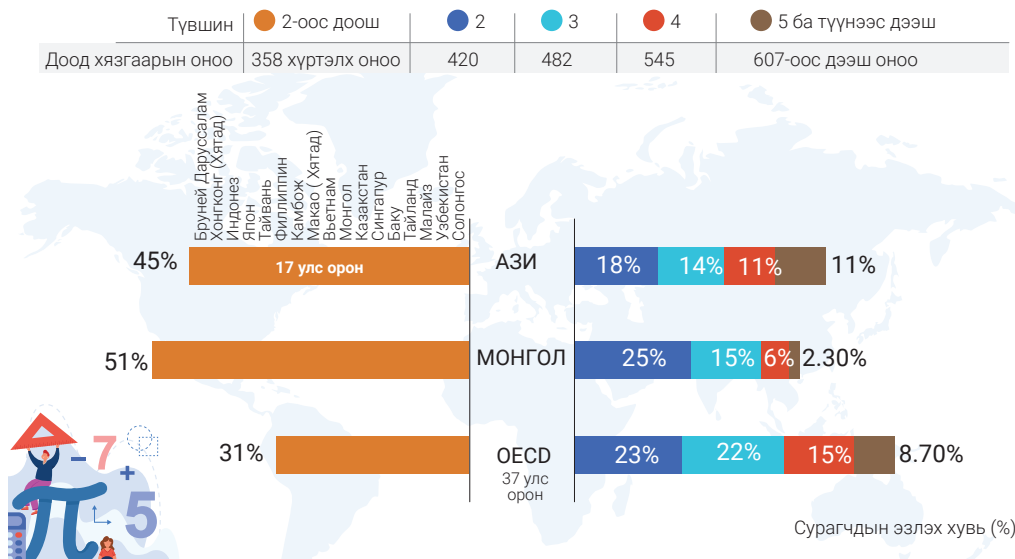 Түвшин 2-оос доош 2 3 4 5 ба түүнээс дээш
Доод хязгаарын оноо 358 хүртэлх оноо 420 482 545 607-оос дээш оноо
Бруней Даруссалам
Хонгконг (Хятад)
Индонез
Япон
Тайвань
Филлиппин
Камбож
Макао ( Хятад)
Вьетнам
Монгол
Казакстан
Сингапур
Баку
Тайланд
Малайз
Узбекистан
Солонгос
45% 17 улс орон АЗИ 18% 14% 11% 11%
51% МОНГОЛ 25% 15% 6% 2.30%
31% OECD 23% 22% 15% 8.70%
37 улс
орон
-7
+
5
π
Сурагчдын эзлэх хувь (%)